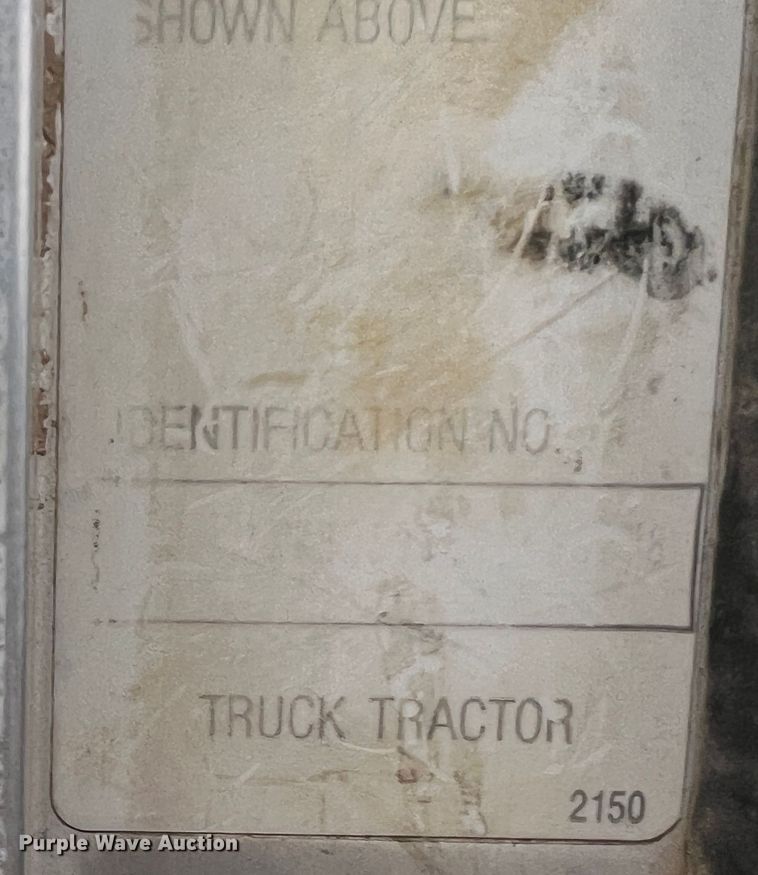 SHOWN ABOVE
IDENTIFICATION NO.
TRUCK TRACTOR
2150
Purple Wave Auction